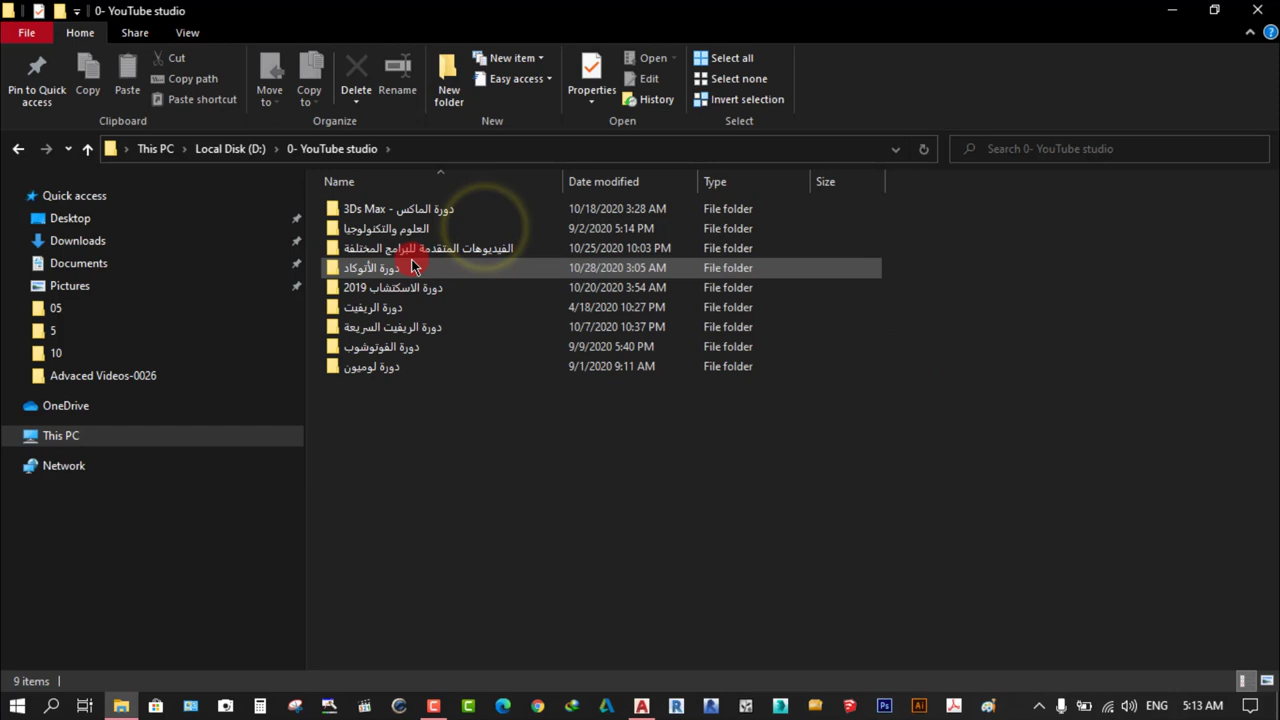 0- YouTube studio
File Home Share View
Pin to Quick access
Copy
Paste
Cut
Copy path
Paste shortcut
Clipboard
Move to
Copy to
Delete
Rename
Organize
New folder
New item
Easy access
New
Properties
Open
Edit
History
Open
Select all
Select none
Invert selection
Select
This PC › Local Disk (D:) › 0- YouTube studio ›
Search 0- YouTube studio
Quick access
Desktop
Downloads
Documents
Pictures
05
5
10
Advaced Videos-0026
OneDrive
This PC
Network
Name Date modified Type Size
3Ds Max - دورة الماكس 10/18/2020 3:28 AM File folder
العلوم والتكنولوجيا 9/2/2020 5:14 PM File folder
الفيديوهات المتقدمة للبرامج المختلفة 10/25/2020 10:03 PM File folder
دورة الأتوكاد 10/28/2020 3:05 AM File folder
دورة الاسكتشاب 2019 10/20/2020 3:54 AM File folder
دورة الريفيت 4/18/2020 10:27 PM File folder
دورة الريفيت السريعة 10/7/2020 10:37 PM File folder
دورة الفوتوشوب 9/9/2020 5:40 PM File folder
دورة لوميون 9/1/2020 9:11 AM File folder
9 items
ENG 5:13 AM